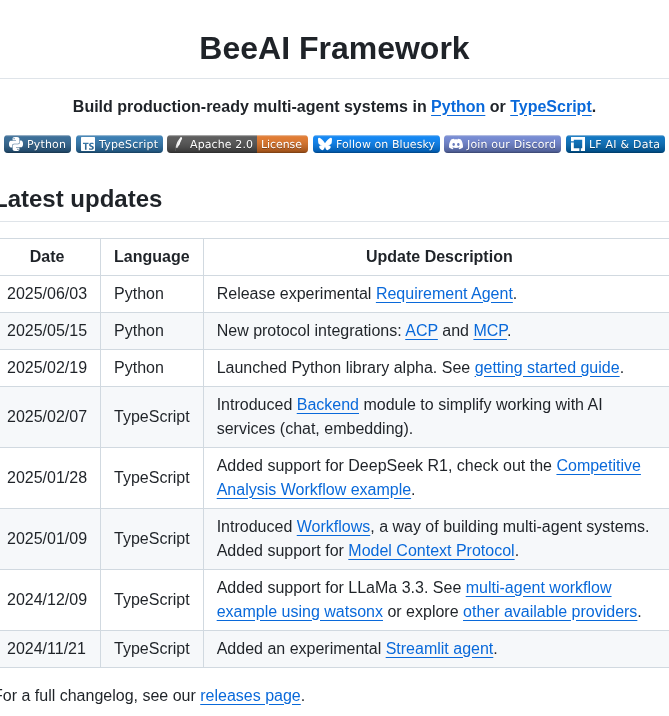 BeeAI Framework
Build production-ready multi-agent systems in Python or TypeScript.
Python TypeScript Apache 2.0 License Follow on Bluesky Join our Discord LF AI & Data
Latest updates
Date Language Update Description
2025/06/03 Python Release experimental Requirement Agent.
2025/05/15 Python New protocol integrations: ACP and MCP.
2025/02/19 Python Launched Python library alpha. See getting started guide.
2025/02/07 TypeScript Introduced Backend module to simplify working with AI
services (chat, embedding).
2025/01/28 TypeScript Added support for DeepSeek R1, check out the Competitive
Analysis Workflow example.
2025/01/09 TypeScript Introduced Workflows, a way of building multi-agent systems.
Added support for Model Context Protocol.
2024/12/09 TypeScript Added support for LLaMa 3.3. See multi-agent workflow
example using watsonx or explore other available providers.
2024/11/21 TypeScript Added an experimental Streamlit agent.
For a full changelog, see our releases page.